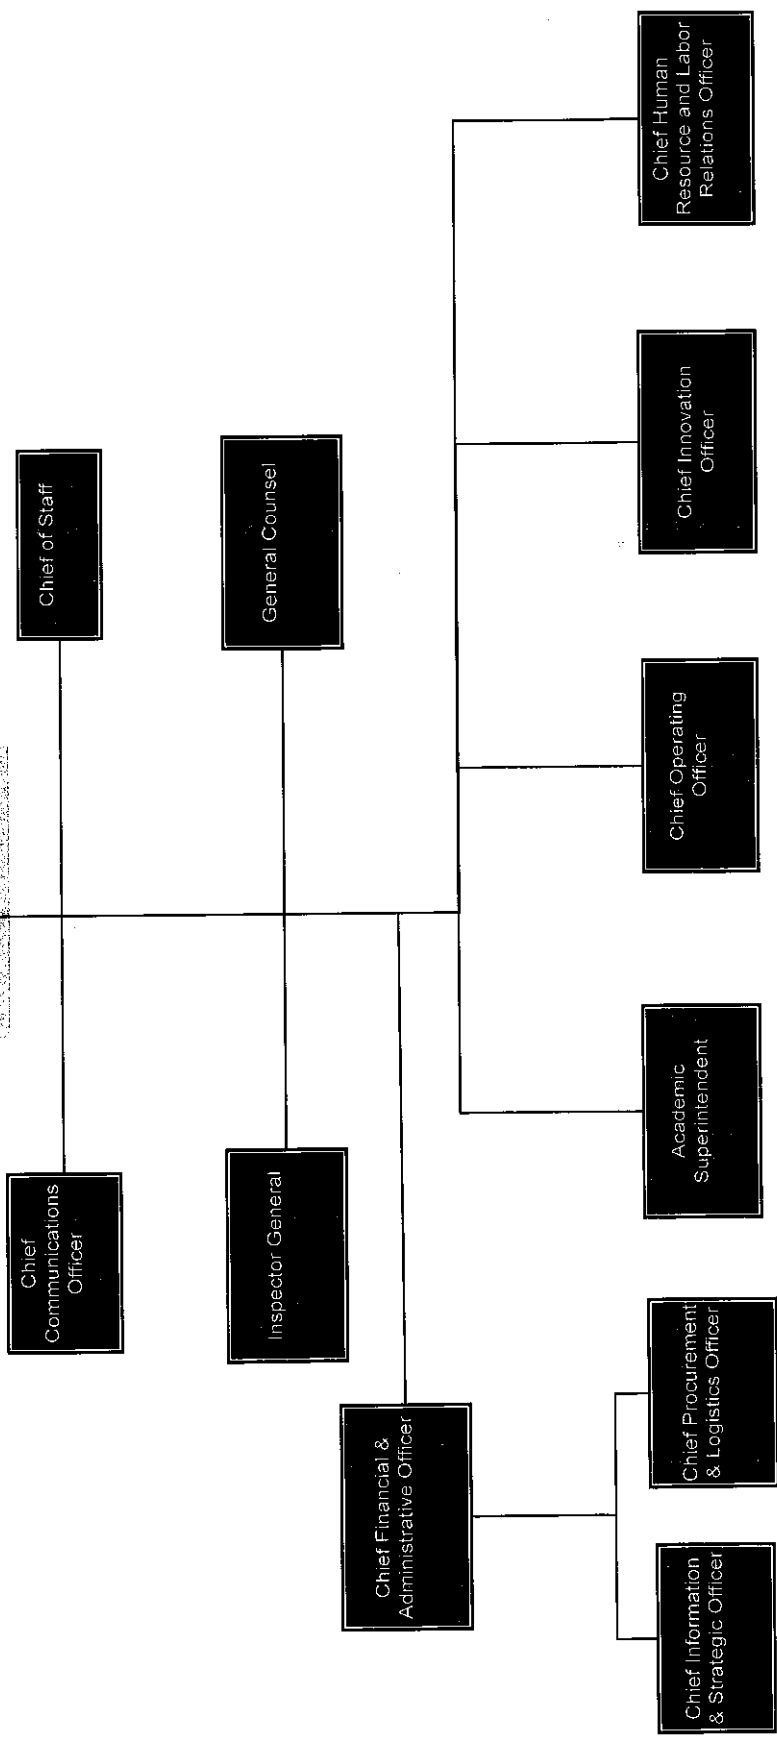 Chief
Communications
Officer
Chief of Staff
Inspector General
General Counsel
Chief Financial &
Administrative Officer
Chief Information
& Strategic Officer
Chief Procurement
& Logistics Officer
Academic
Superintendent
Chief Operating
Officer
Chief Innovation
Officer
Chief Human
Resource and Labor
Relations Officer